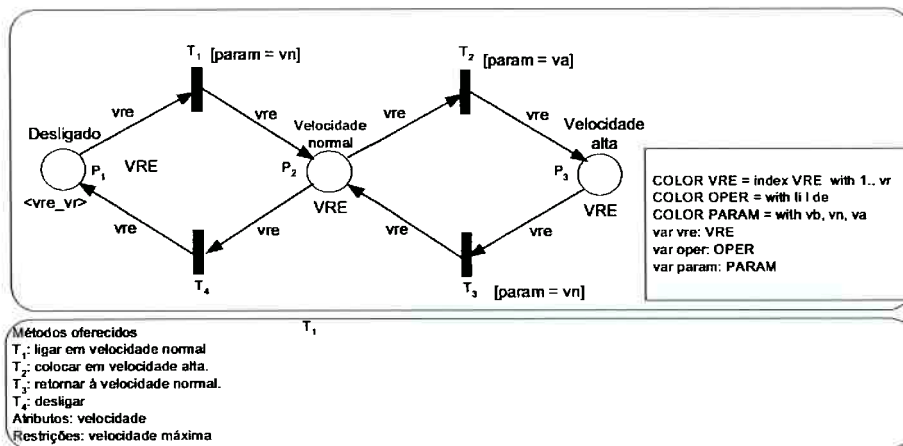 T1 [param = vn]
T2 [param = va]
vre
vre
vre
vre
Desligado
Velocidade
normal
Velocidade
alta
P1 VRE
P2
P3
<vre_vr>
VRE
VRE
vre
vre
vre
vre
T4
T3 [param = vn]
COLOR VRE = index VRE with 1.. vr
COLOR OPER = with li l de
COLOR PARAM = with vb, vn, va
var vre: VRE
var oper: OPER
var param: PARAM
T1
Métodos oferecidos
T1: ligar em velocidade normal
T2: colocar em velocidade alta.
T3: retornar à velocidade normal.
T4: desligar
Atributos: velocidade
Restrições: velocidade máxima